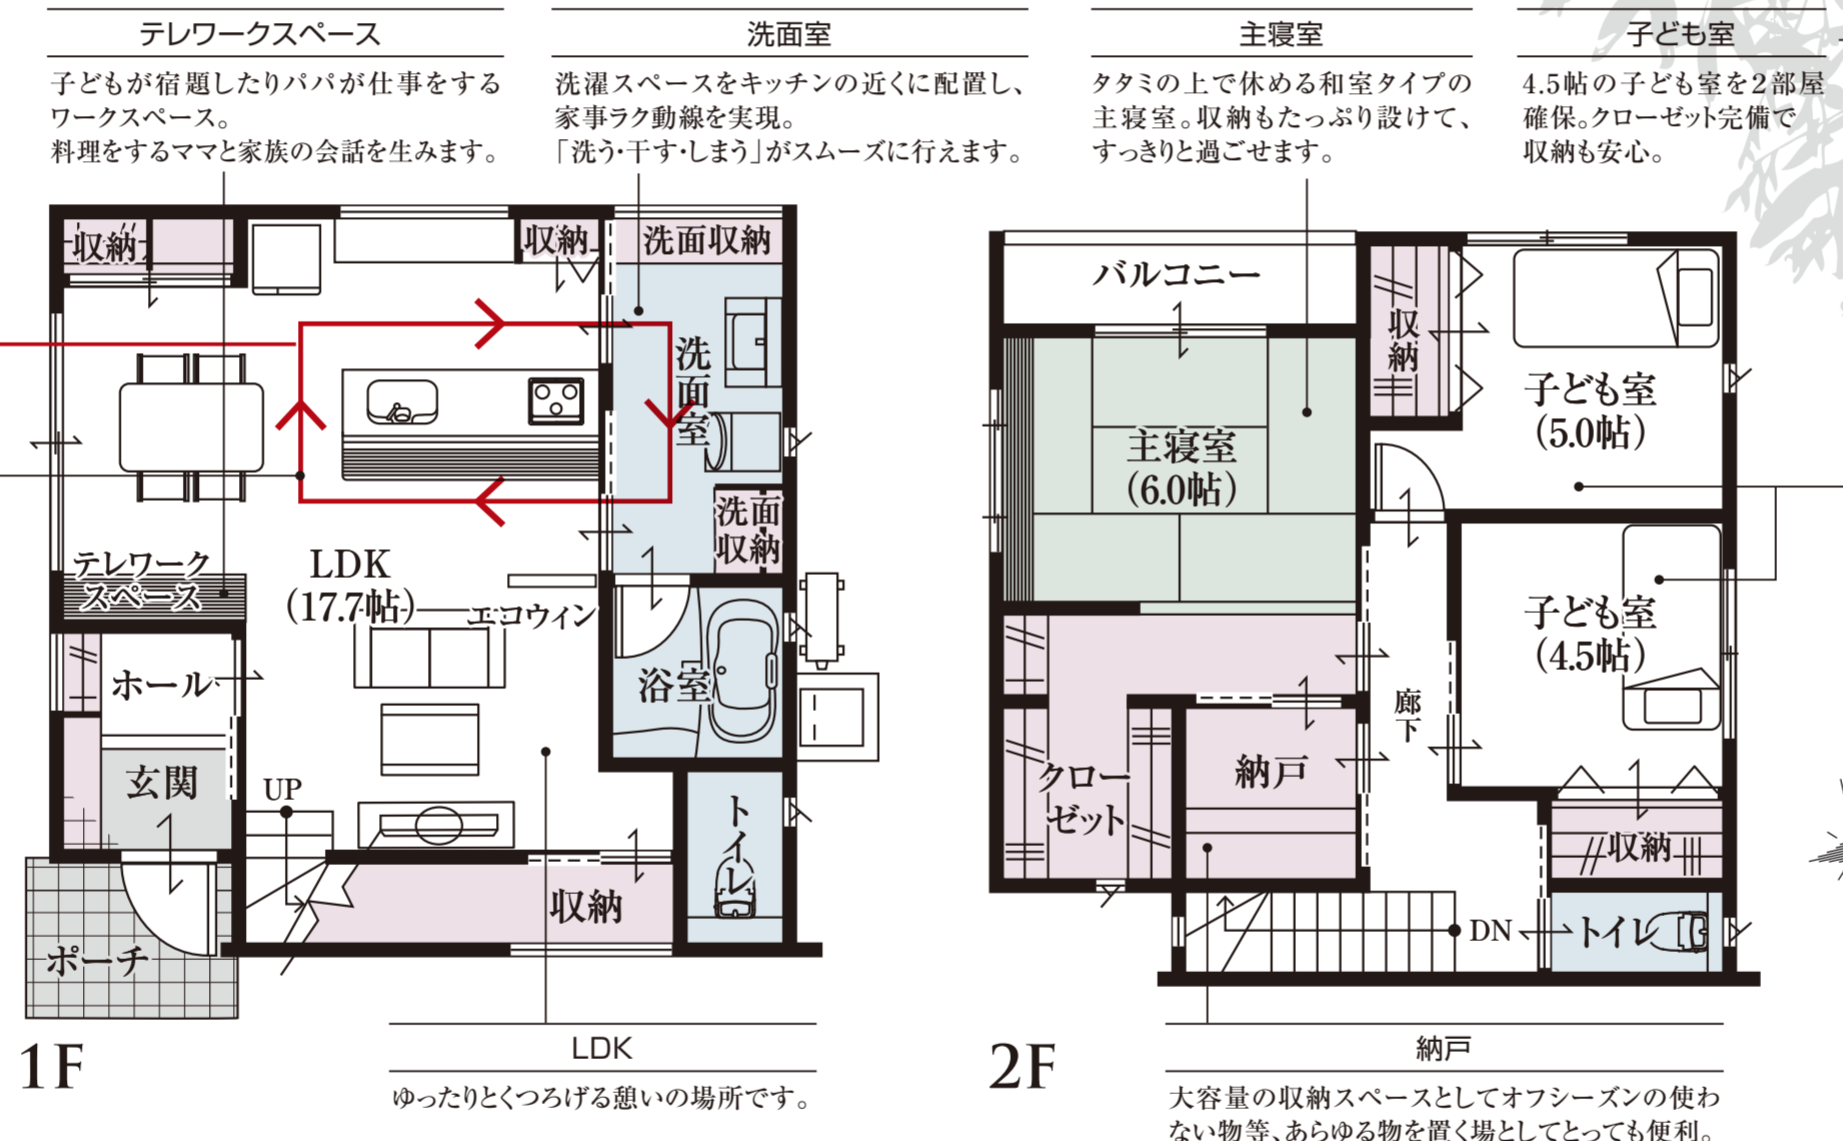 テレワークスペース
子どもが宿題したりパパが仕事をする
ワークスペース。
料理をするママと家族の会話を生みます。
洗面室
洗濯スペースをキッチンの近くに配置し、
家事ラク動線を実現。
「洗う・干す・しまう」がスムーズに行えます。
主寝室
タタミの上で休める和室タイプの
主寝室。収納もたっぷり設けて、
すっきりと過ごせます。
子ども室
4.5帖の子ども室を2部屋
確保。クローゼット完備で
収納も安心。
収納
収納
洗面収納
洗面室
洗面
収納
テレワーク
スペース
LDK
(17.7帖)
エコウィン
ホール
浴室
玄関
UP
トイレ
収納
ポーチ
1F
LDK
ゆったりとくつろげる憩いの場所です。
バルコニー
収納
子ども室
(5.0帖)
主寝室
(6.0帖)
子ども室
(4.5帖)
廊下
クロー
ゼット
納戸
収納
DN
トイレ
2F
納戸
大容量の収納スペースとしてオフシーズンの使わ
ない物等、あらゆる物を置く場としてとっても便利。